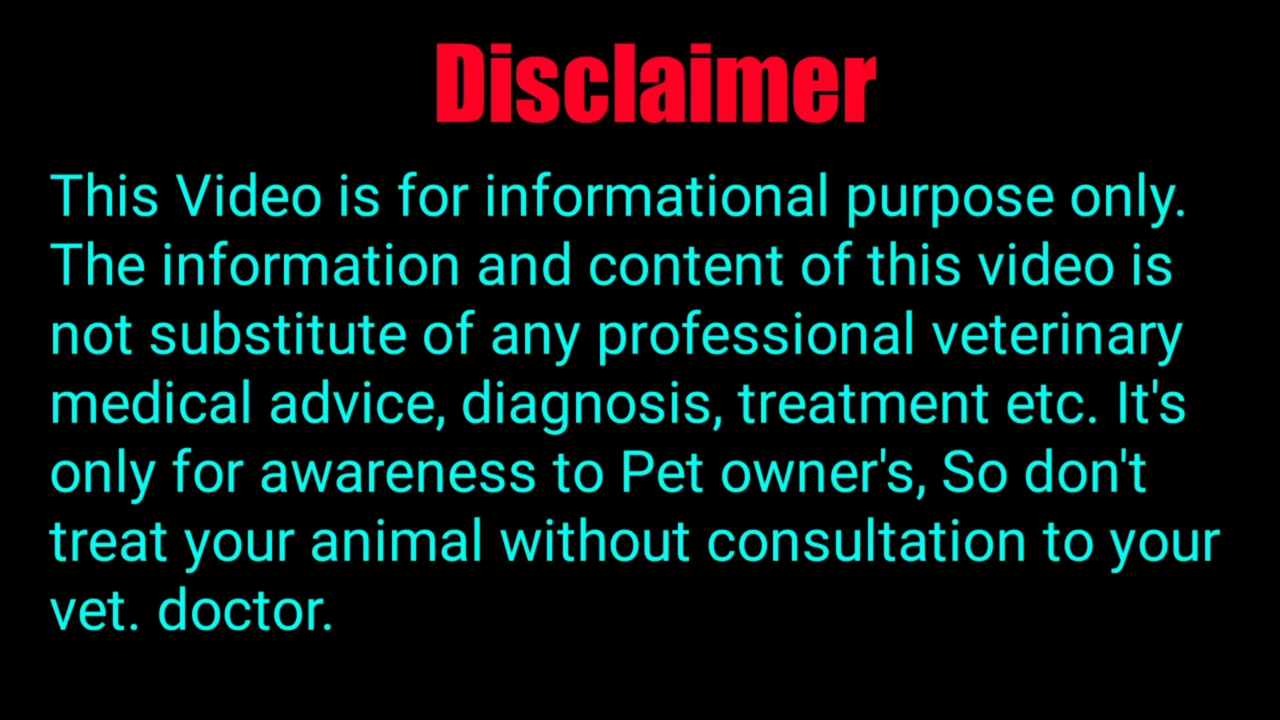 Disclaimer
This Video is for informational purpose only.
The information and content of this video is
not substitute of any professional veterinary
medical advice, diagnosis, treatment etc. It's
only for awareness to Pet owner's, So don't
treat your animal without consultation to your
vet. doctor.